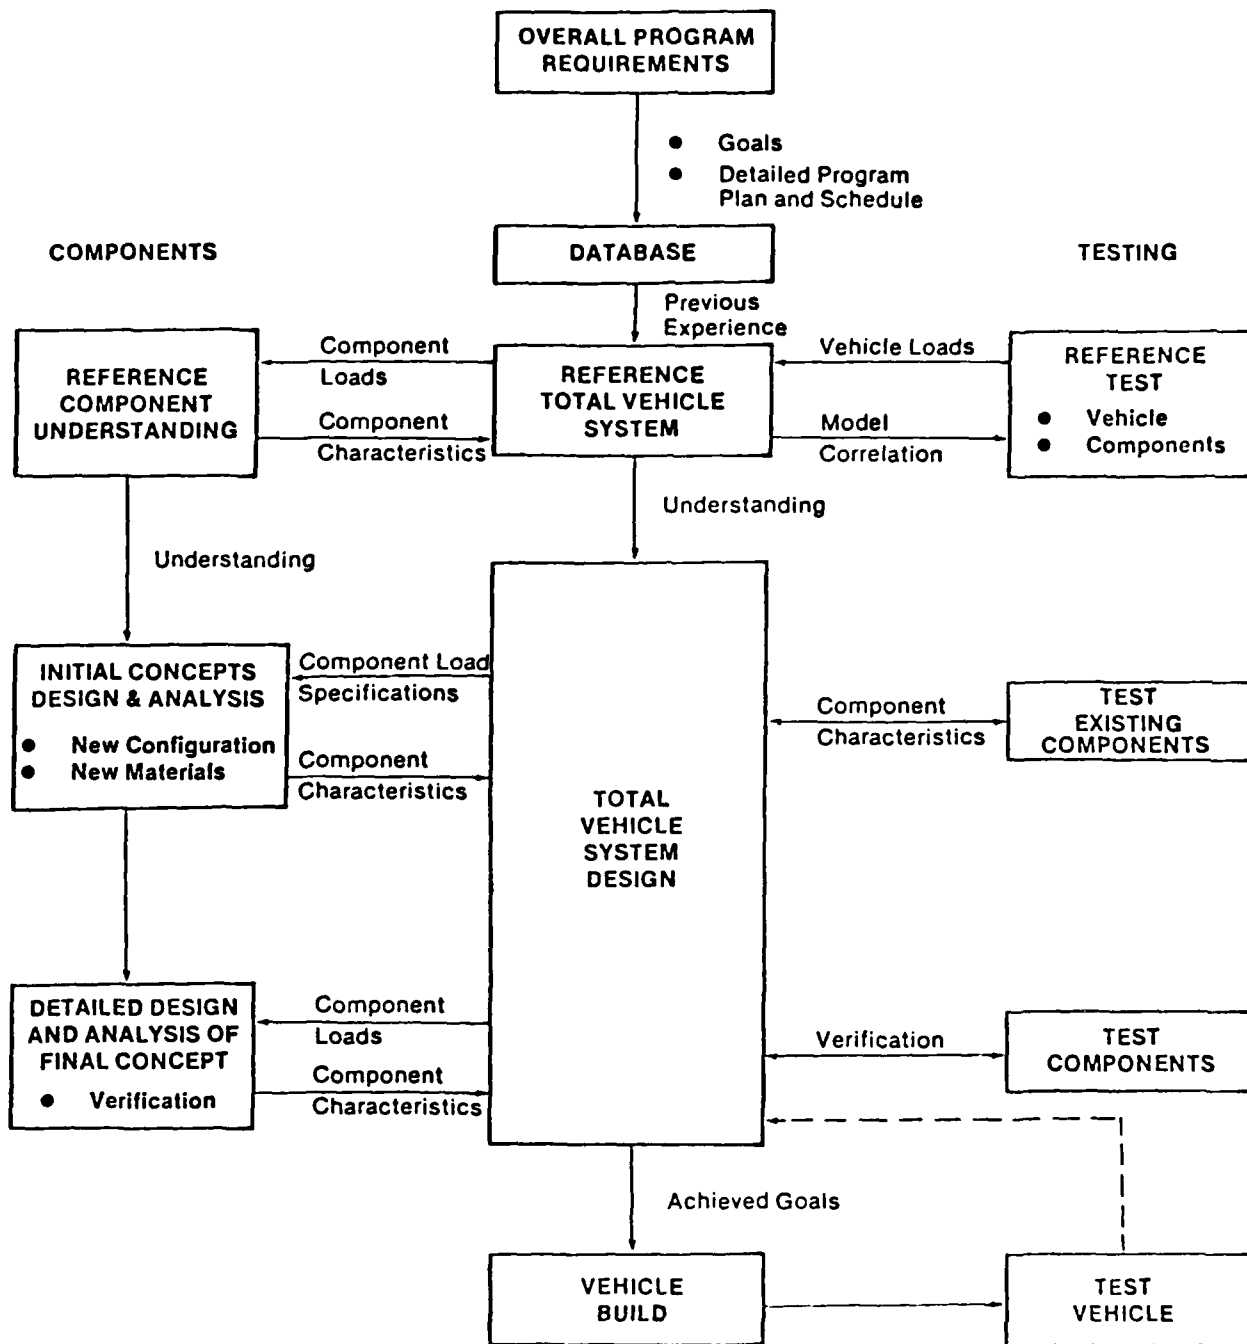 OVERALL PROGRAM
REQUIREMENTS
● Goals
● Detailed Program
Plan and Schedule
COMPONENTS
DATABASE
TESTING
Previous
Experience
REFERENCE
COMPONENT
UNDERSTANDING
Component
Loads
Component
Characteristics
REFERENCE
TOTAL VEHICLE
SYSTEM
Vehicle Loads
Model
Correlation
REFERENCE
TEST
● Vehicle
● Components
Understanding
Understanding
INITIAL CONCEPTS
DESIGN & ANALYSIS
● New Configuration
● New Materials
Component Load
Specifications
Component
Characteristics
TOTAL
VEHICLE
SYSTEM
DESIGN
Component
Characteristics
TEST
EXISTING
COMPONENTS
DETAILED DESIGN
AND ANALYSIS OF
FINAL CONCEPT
● Verification
Component
Loads
Component
Characteristics
Verification
TEST
COMPONENTS
Achieved Goals
VEHICLE
BUILD
TEST
VEHICLE